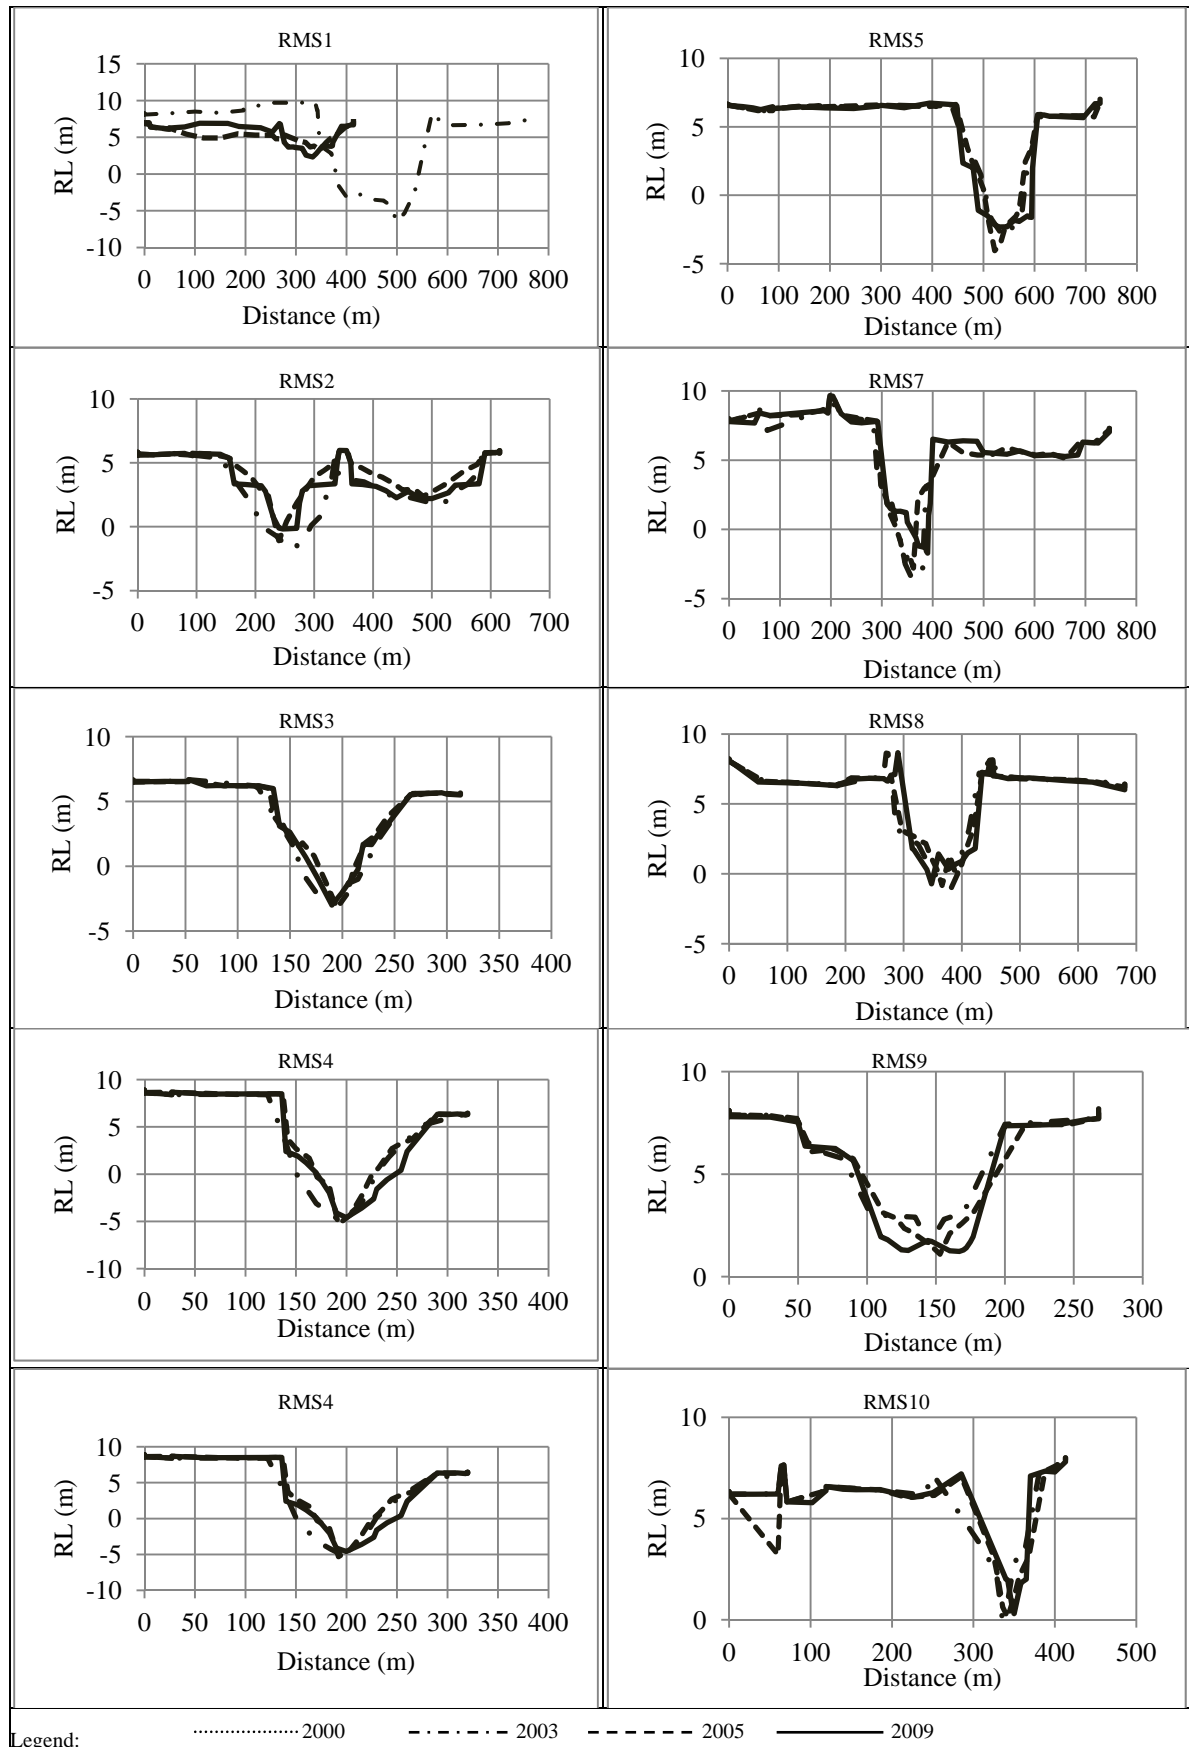 RMS1
15
10
5
0
-5
-10
RL (m)
0 100 200 300 400 500 600 700 800
Distance (m)
RMS5
10
5
0
-5
RL (m)
0 100 200 300 400 500 600 700 800
Distance (m)
RMS2
10
5
0
-5
RL (m)
0 100 200 300 400 500 600 700
Distance (m)
RMS7
10
5
0
-5
RL (m)
0 100 200 300 400 500 600 700 800
Distance (m)
RMS3
10
5
0
-5
RL (m)
0 50 100 150 200 250 300 350 400
Distance (m)
RMS8
10
5
0
-5
RL (m)
0 100 200 300 400 500 600 700
Distance (m)
RMS4
10
5
0
-5
-10
RL (m)
0 50 100 150 200 250 300 350 400
Distance (m)
RMS9
10
5
0
RL (m)
0 50 100 150 200 250 300
Distance (m)
RMS4
10
5
0
-5
-10
RL (m)
0 50 100 150 200 250 300 350 400
Distance (m)
RMS10
10
5
0
RL (m)
0 100 200 300 400 500
Distance (m)
Legend: 2000 2003 2005 2009